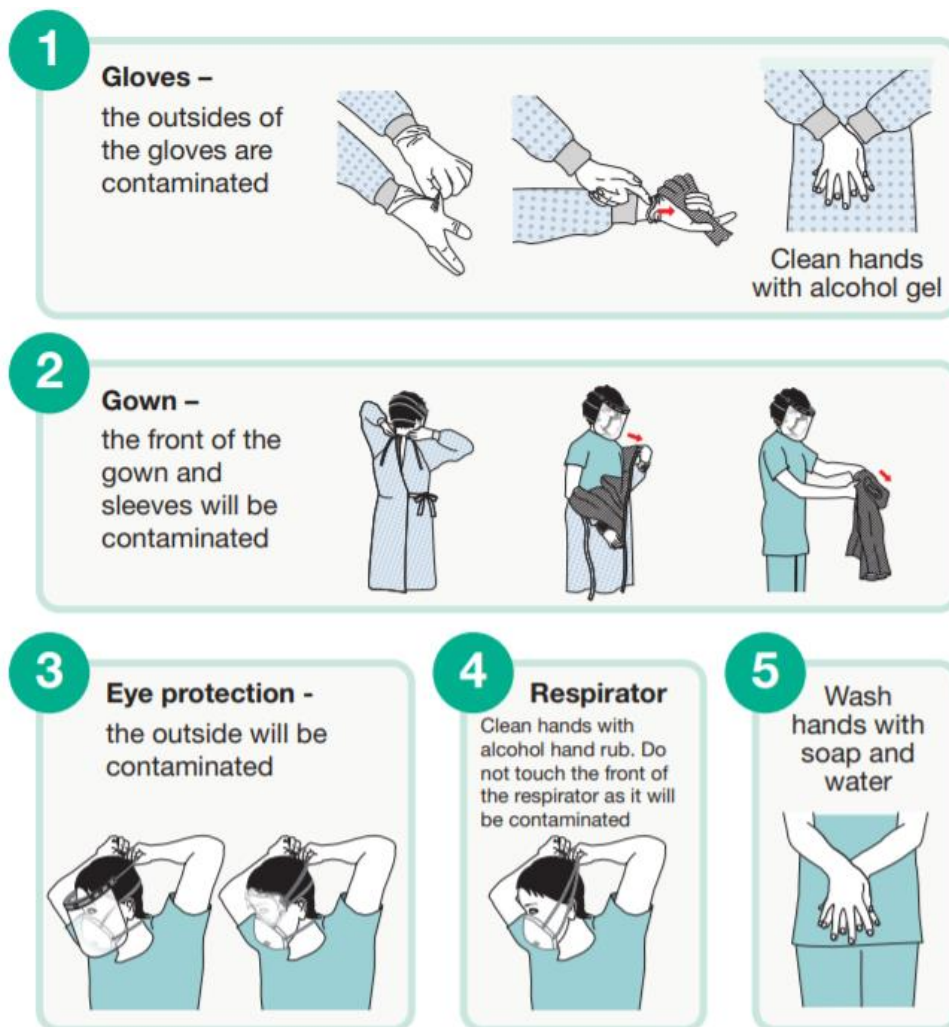 1
Gloves –
the outsides of
the gloves are
contaminated
Clean hands
with alcohol gel
2
Gown –
the front of the
gown and
sleeves will be
contaminated
3
Eye protection -
the outside will be
contaminated
4
Respirator
Clean hands with
alcohol hand rub. Do
not touch the front of
the respirator as it will
be contaminated
5
Wash
hands with
soap and
water